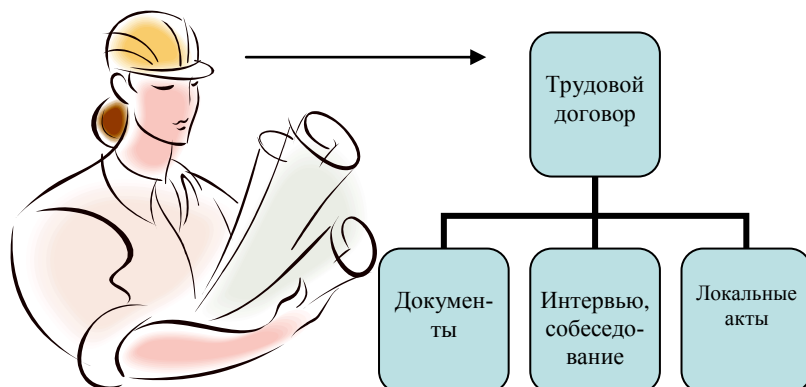 Трудовой
договор
Докумен-
ты
Интервью,
собеседо-
вание
Локальные
акты